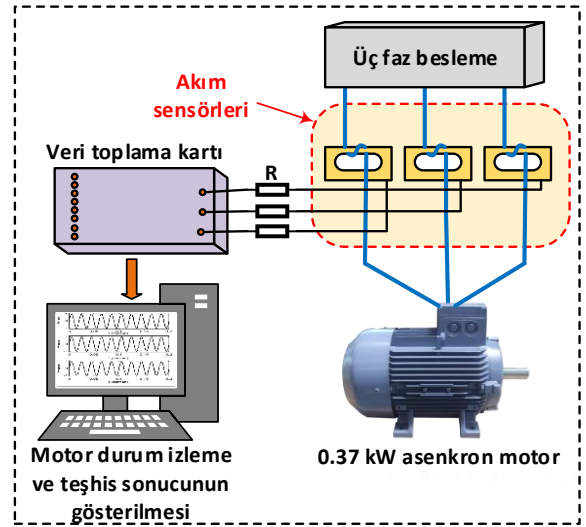 Üç faz besleme
Akım
sensörleri
Veri toplama kartı
R
Motor durum izleme
ve teşhis sonucunun
gösterilmesi
0.37 kW asenkron motor